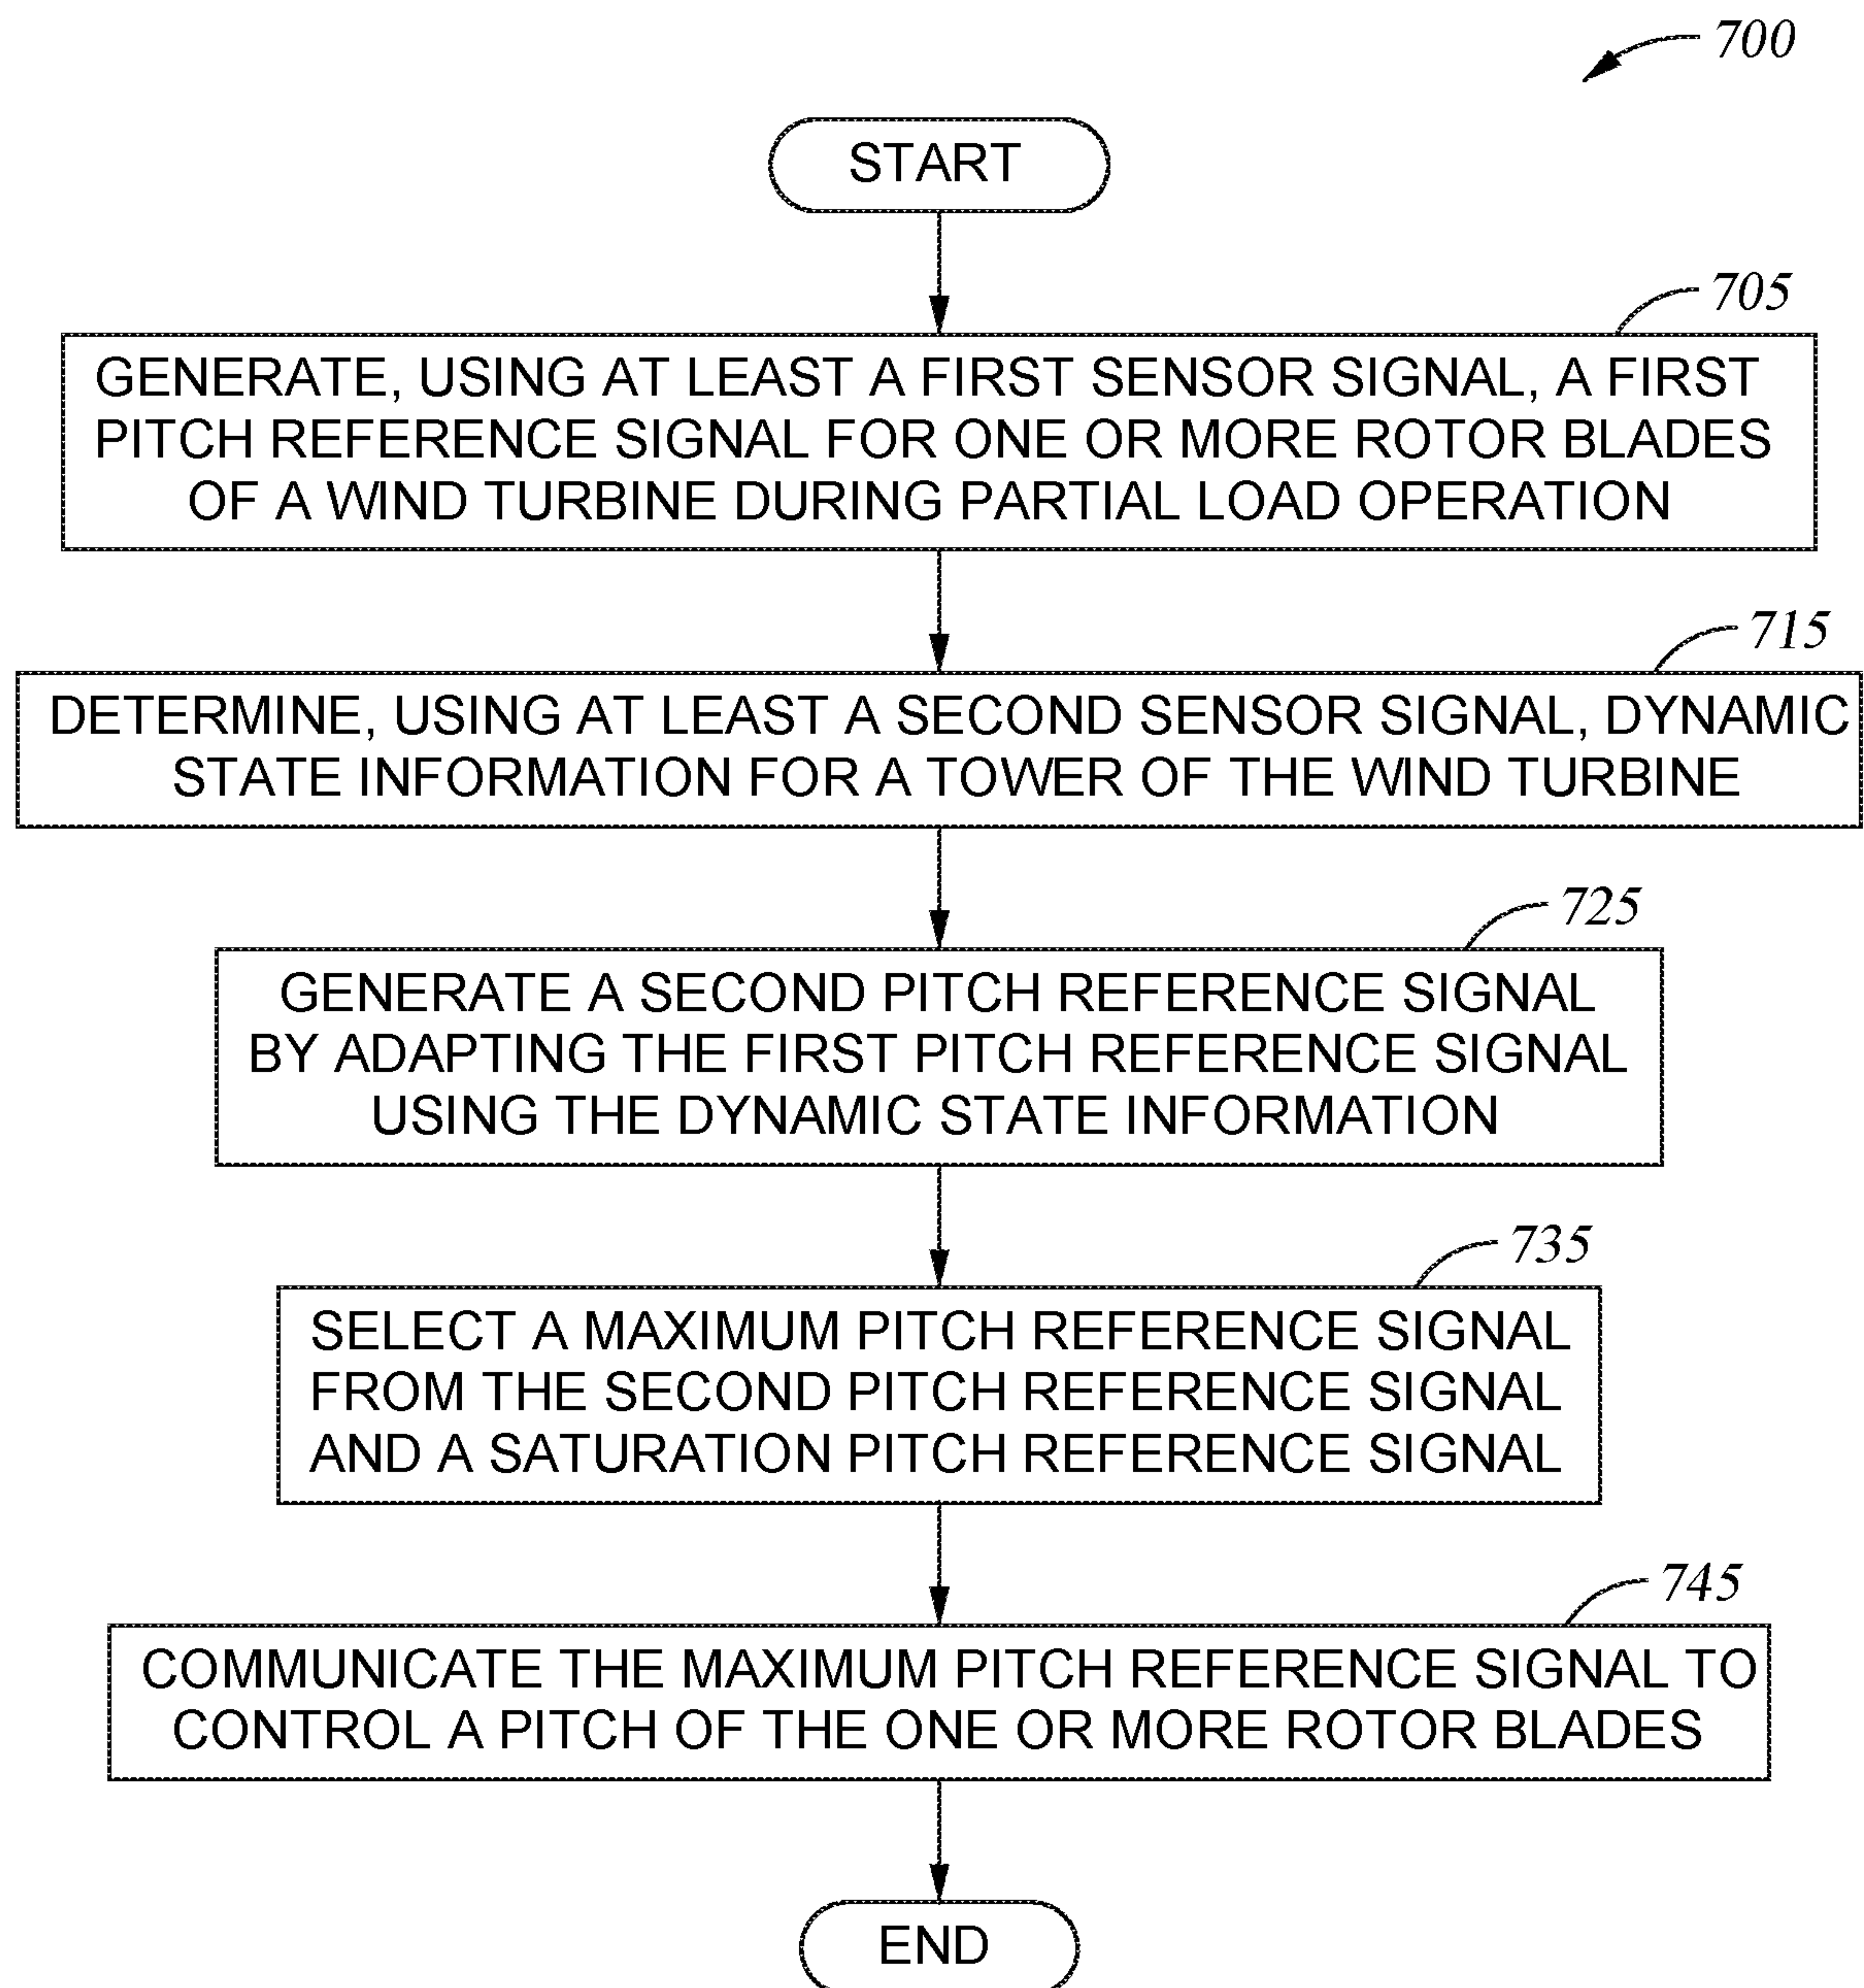 700
START
705
GENERATE, USING AT LEAST A FIRST SENSOR SIGNAL, A FIRST
PITCH REFERENCE SIGNAL FOR ONE OR MORE ROTOR BLADES
OF A WIND TURBINE DURING PARTIAL LOAD OPERATION
715
DETERMINE, USING AT LEAST A SECOND SENSOR SIGNAL, DYNAMIC
STATE INFORMATION FOR A TOWER OF THE WIND TURBINE
725
GENERATE A SECOND PITCH REFERENCE SIGNAL
BY ADAPTING THE FIRST PITCH REFERENCE SIGNAL
USING THE DYNAMIC STATE INFORMATION
735
SELECT A MAXIMUM PITCH REFERENCE SIGNAL
FROM THE SECOND PITCH REFERENCE SIGNAL
AND A SATURATION PITCH REFERENCE SIGNAL
745
COMMUNICATE THE MAXIMUM PITCH REFERENCE SIGNAL TO
CONTROL A PITCH OF THE ONE OR MORE ROTOR BLADES
END